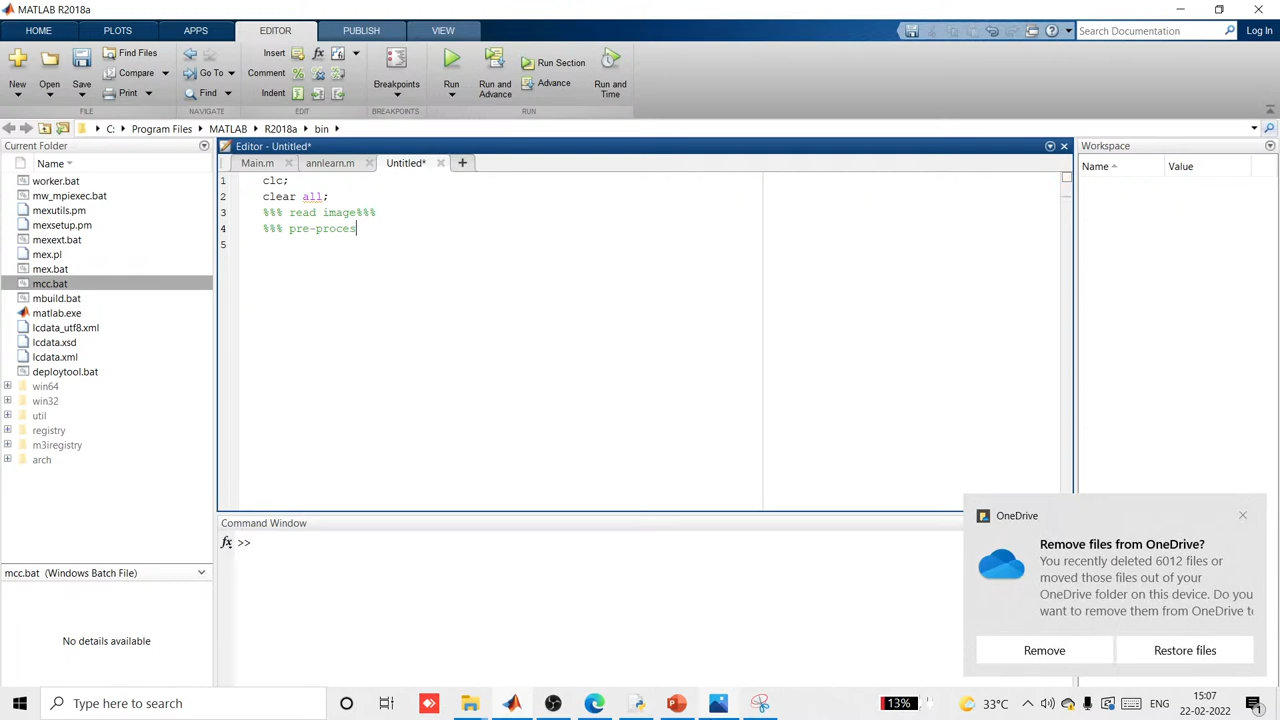 MATLAB R2018a
HOME PLOTS APPS EDITOR PUBLISH VIEW Search Documentation Log In
New Open Save Find Files Compare Print Go To Find Insert fx Comment Indent Breakpoints Run Run and Advance Run Section Advance Run and Time
FILE NAVIGATE EDIT BREAKPOINTS RUN
C: Program Files MATLAB R2018a bin
Current Folder
Name
worker.bat
mw_mpiexec.bat
mexutils.pm
mexsetup.pm
mexext.bat
mex.pl
mex.bat
mcc.bat
mbuild.bat
matlab.exe
lcdata_utf8.xml
lcdata.xsd
lcdata.xml
deploytool.bat
win64
win32
util
registry
m3iregistry
arch
mcc.bat (Windows Batch File)
No details available
Editor - Untitled*
Main.m annlearn.m Untitled*
1 clc;
2 clear all;
3 %%% read image%%%
4 %%% pre-proces
5
Command Window
fx >>
Workspace
Name Value
OneDrive
Remove files from OneDrive?
You recently deleted 6012 files or
moved those files out of your
OneDrive folder on this device. Do you
want to remove them from OneDrive to
Remove Restore files
Type here to search
13% 33°C ENG 15:07
22-02-2022
1